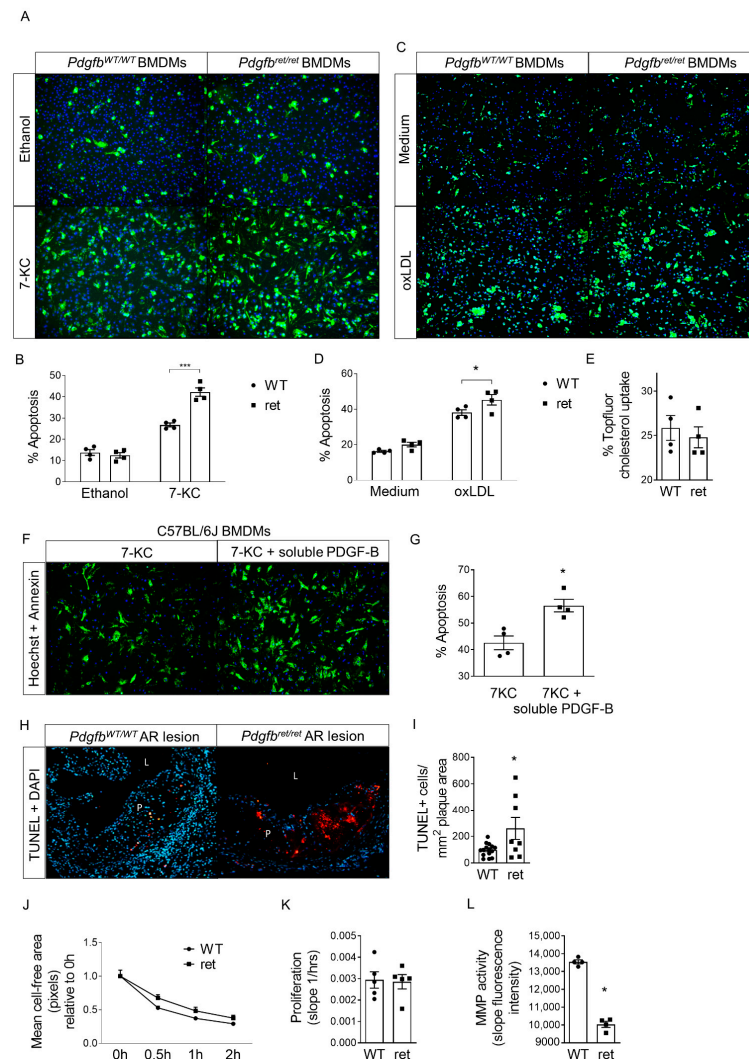 A
Pdgfb^WT/WT BMDMs
Pdgfb^ret/ret BMDMs
Ethanol
7-KC
C
Pdgfb^WT/WT BMDMs
Pdgfb^ret/ret BMDMs
Medium
oxLDL
B
% Apoptosis
50
40
30
20
10
0
***
Ethanol
7-KC
WT
ret
D
% Apoptosis
60
40
20
0
*
Medium
oxLDL
WT
ret
E
% Topfluor
cholesterol uptake
30
25
20
WT
ret
C57BL/6J BMDMs
F
7-KC
7-KC + soluble PDGF-B
Hoechst + Annexin
G
% Apoptosis
80
70
60
50
40
30
*
7KC
7KC +
soluble PDGF-B
H
Pdgfb^WT/WT AR lesion
Pdgfb^ret/ret AR lesion
TUNEL + DAPI
L
P
L
P
I
TUNEL+ cells/
mm² plaque area
800
600
400
200
0
*
WT
ret
J
Mean cell-free area
(pixels)
relative to 0h
1.5
1.0
0.5
0.0
0h
0.5h
1h
2h
WT
ret
K
Proliferation
(slope 1/hrs)
0.005
0.004
0.003
0.002
0.001
0.000
WT
ret
L
MMP activity
(slope fluorescence
intensity)
15,000
14,000
13,000
12,000
11,000
10,000
9000
*
WT
ret